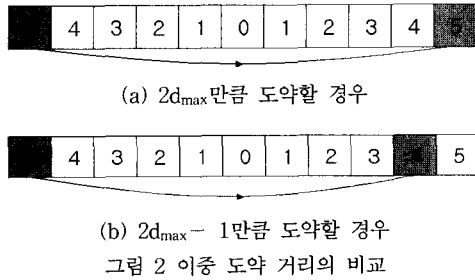 4 3 2 1 0 1 2 3 4 5
(a) 2dmax만큼 도약할 경우
4 3 2 1 0 1 2 3 5
(b) 2dmax− 1만큼 도약할 경우
그림 2 이중 도약 거리의 비교